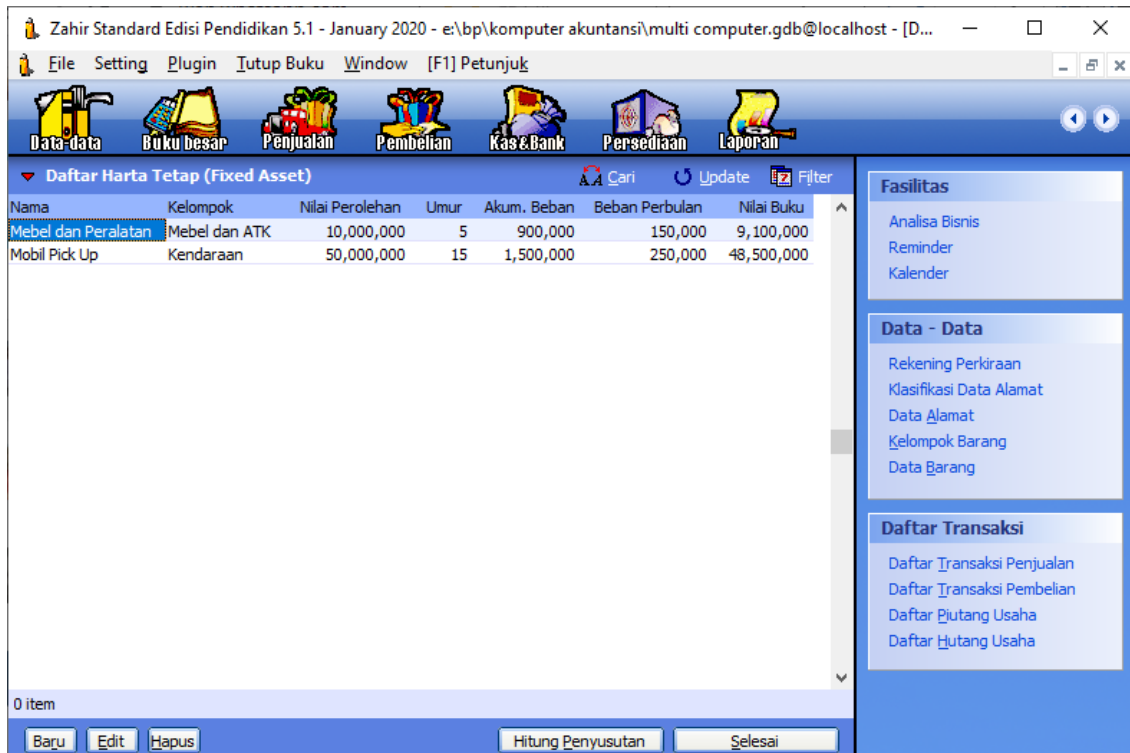 Zahir Standard Edisi Pendidikan 5.1 - January 2020 - e:\bp\komputer akuntansi\multi computer.gdb@localhost - [D...
File Setting Plugin Tutup Buku Window [F1] Petunjuk
Data-data Buku besar Penjualan Pembelian Kas&Bank Persediaan Laporan
Daftar Harta Tetap (Fixed Asset) Cari Update Filter
Nama Kelompok Nilai Perolehan Umur Akum. Beban Beban Perbulan Nilai Buku
Mebel dan Peralatan Mebel dan ATK 10,000,000 5 900,000 150,000 9,100,000
Mobil Pick Up Kendaraan 50,000,000 15 1,500,000 250,000 48,500,000
0 item
Baru Edit Hapus Hitung Penyusutan Selesai
Fasilitas
Analisa Bisnis
Reminder
Kalender
Data - Data
Rekening Perkiraan
Klasifikasi Data Alamat
Data Alamat
Kelompok Barang
Data Barang
Daftar Transaksi
Daftar Transaksi Penjualan
Daftar Transaksi Pembelian
Daftar Piutang Usaha
Daftar Hutang Usaha